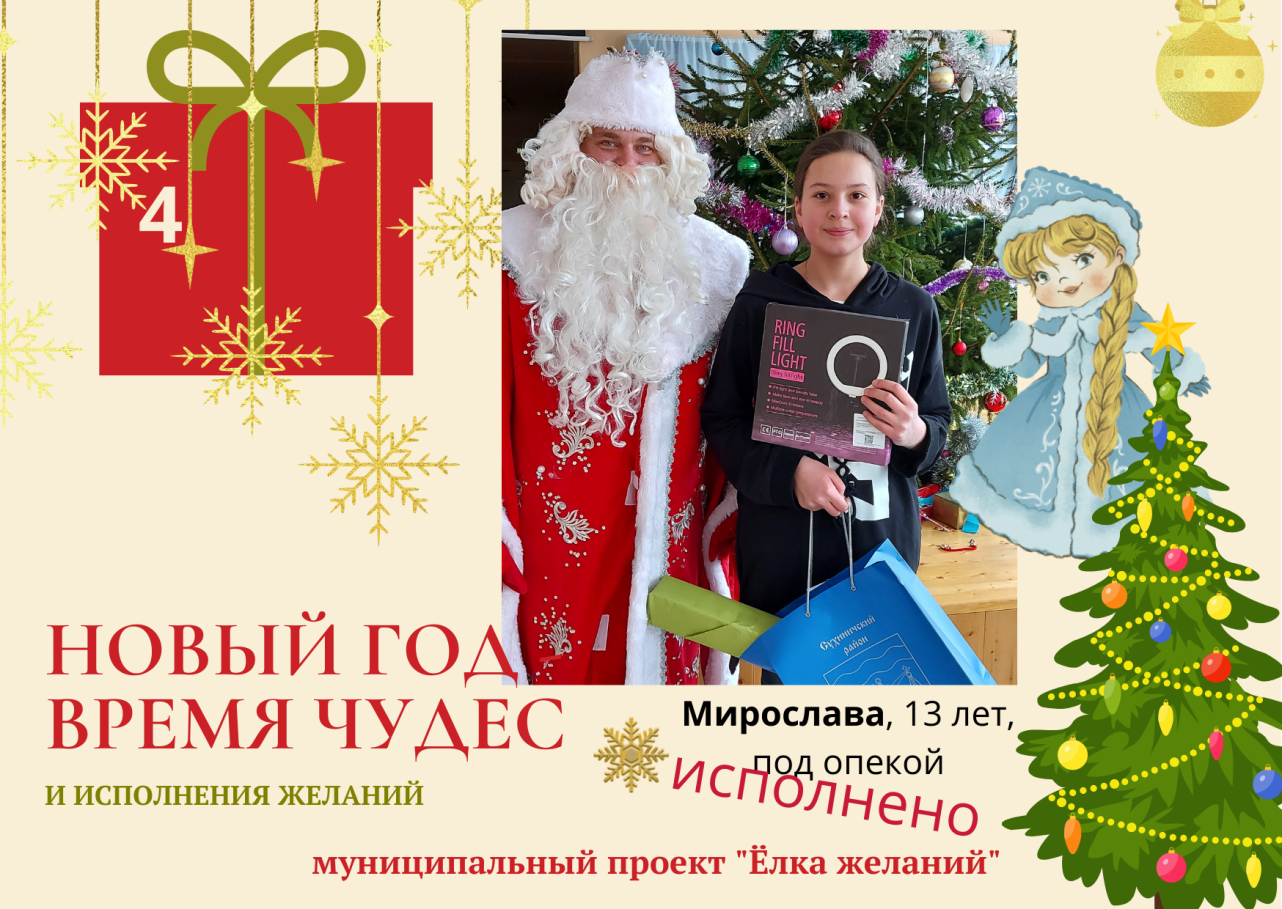 4
RING
FILL
LIGHT
Сухиничский
район
НОВЫЙ ГОД
ВРЕМЯ ЧУДЕС
И ИСПОЛНЕНИЯ ЖЕЛАНИЙ
Мирослава, 13 лет,
под опекой
исполнено
муниципальный проект "Ёлка желаний"